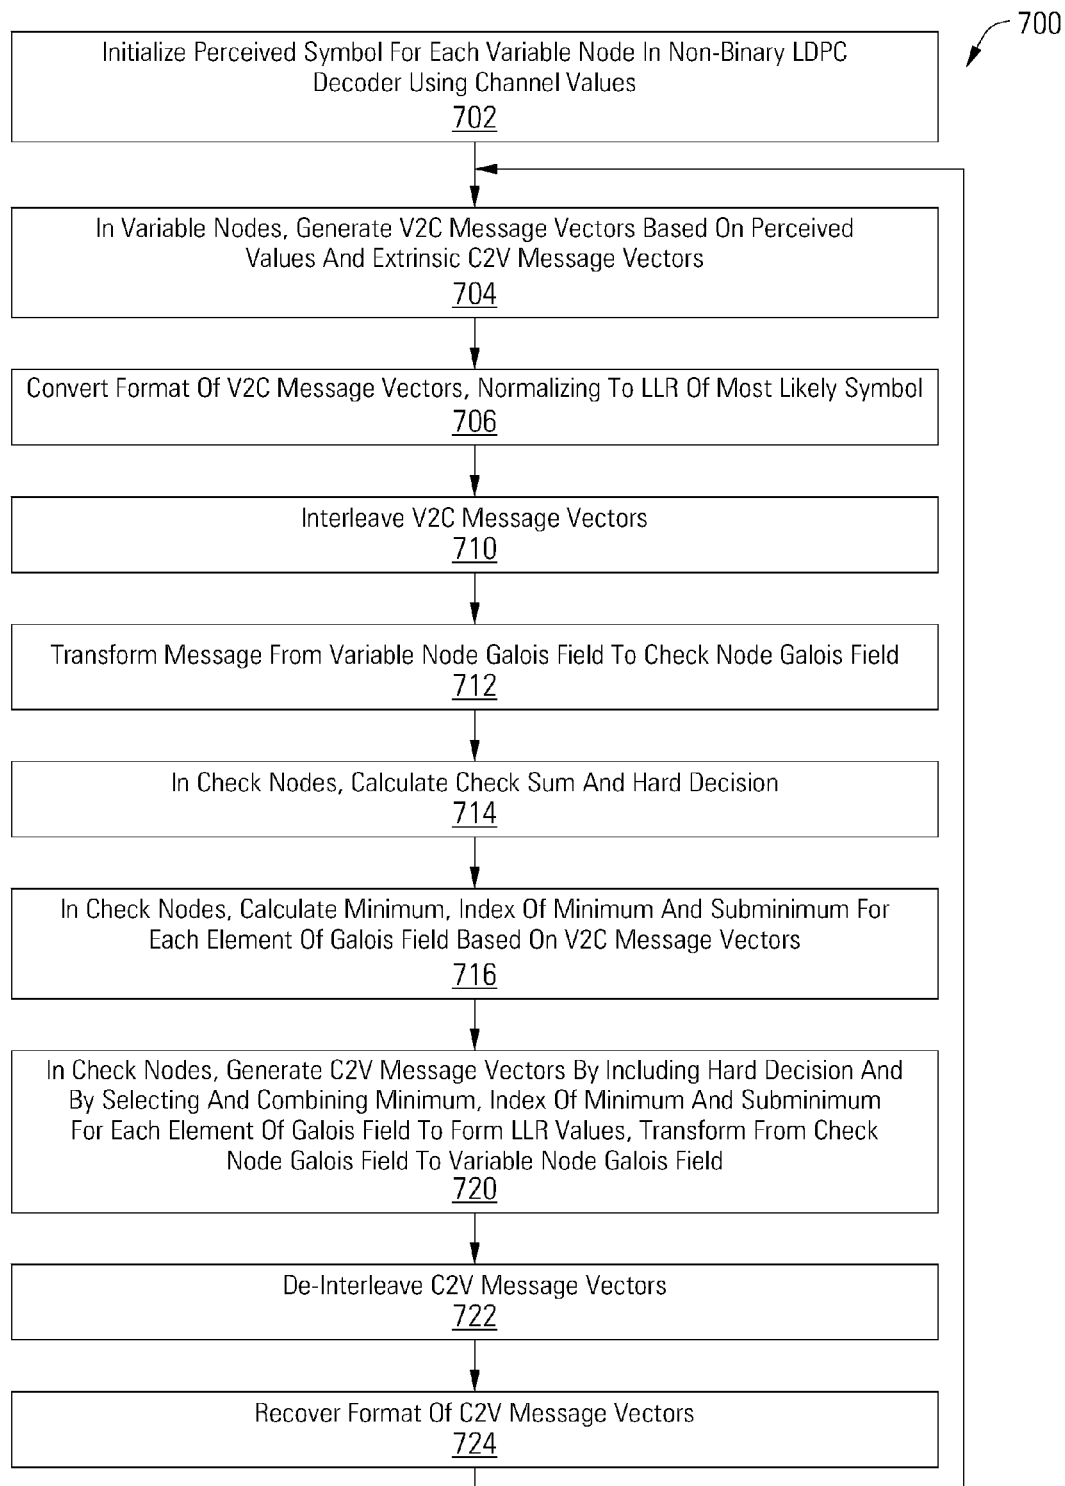 700
Initialize Perceived Symbol For Each Variable Node In Non-Binary LDPC
Decoder Using Channel Values
702
In Variable Nodes, Generate V2C Message Vectors Based On Perceived
Values And Extrinsic C2V Message Vectors
704
Convert Format Of V2C Message Vectors, Normalizing To LLR Of Most Likely Symbol
706
Interleave V2C Message Vectors
710
Transform Message From Variable Node Galois Field To Check Node Galois Field
712
In Check Nodes, Calculate Check Sum And Hard Decision
714
In Check Nodes, Calculate Minimum, Index Of Minimum And Subminimum For
Each Element Of Galois Field Based On V2C Message Vectors
716
In Check Nodes, Generate C2V Message Vectors By Including Hard Decision And
By Selecting And Combining Minimum, Index Of Minimum And Subminimum
For Each Element Of Galois Field To Form LLR Values, Transform From Check
Node Galois Field To Variable Node Galois Field
720
De-Interleave C2V Message Vectors
722
Recover Format Of C2V Message Vectors
724